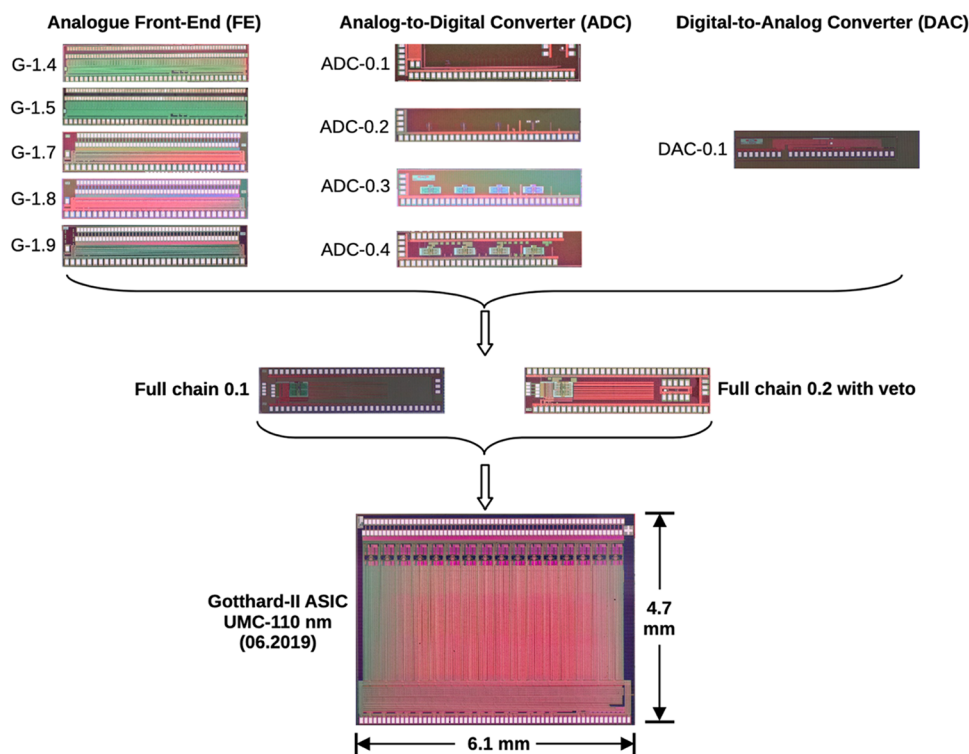 Analogue Front-End (FE)
Analog-to-Digital Converter (ADC)
Digital-to-Analog Converter (DAC)
G-1.4
G-1.5
G-1.7
G-1.8
G-1.9
ADC-0.1
ADC-0.2
ADC-0.3
ADC-0.4
DAC-0.1
Full chain 0.1
Full chain 0.2 with veto
Gotthard-II ASIC
UMC-110 nm
(06.2019)
4.7
mm
6.1 mm